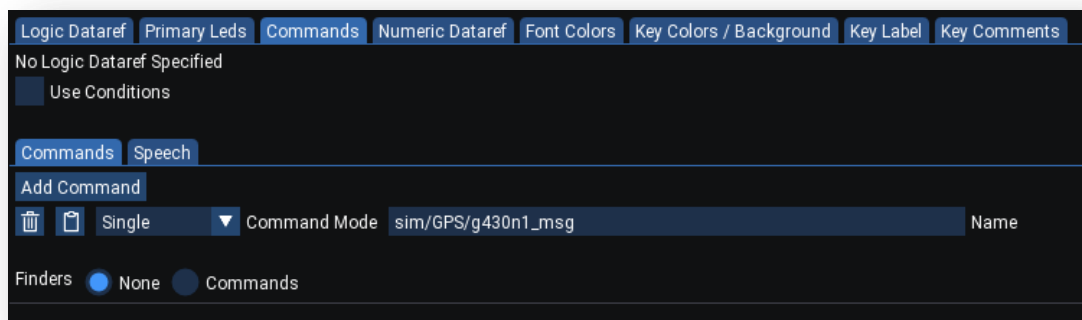 Logic Dataref Primary Leds Commands Numeric Dataref Font Colors Key Colors / Background Key Label Key Comments
No Logic Dataref Specified
Use Conditions
Commands Speech
Add Command
Single Command Mode sim/GPS/g430n1_msg Name
Finders None Commands